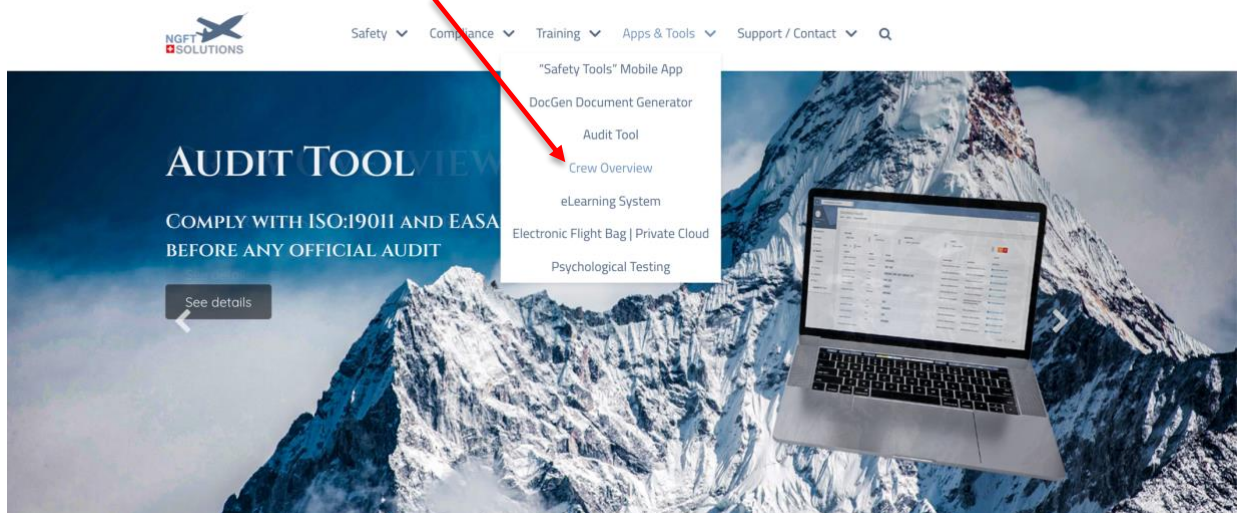 NGFT
SOLUTIONS
Safety
Compliance
Training
Apps & Tools
Support / Contact
"Safety Tools" Mobile App
DocGen Document Generator
Audit Tool
Crew Overview
eLearning System
Electronic Flight Bag | Private Cloud
Psychological Testing
AUDIT TOOL
COMPLY WITH ISO:19011 AND EASA
BEFORE ANY OFFICIAL AUDIT
See details